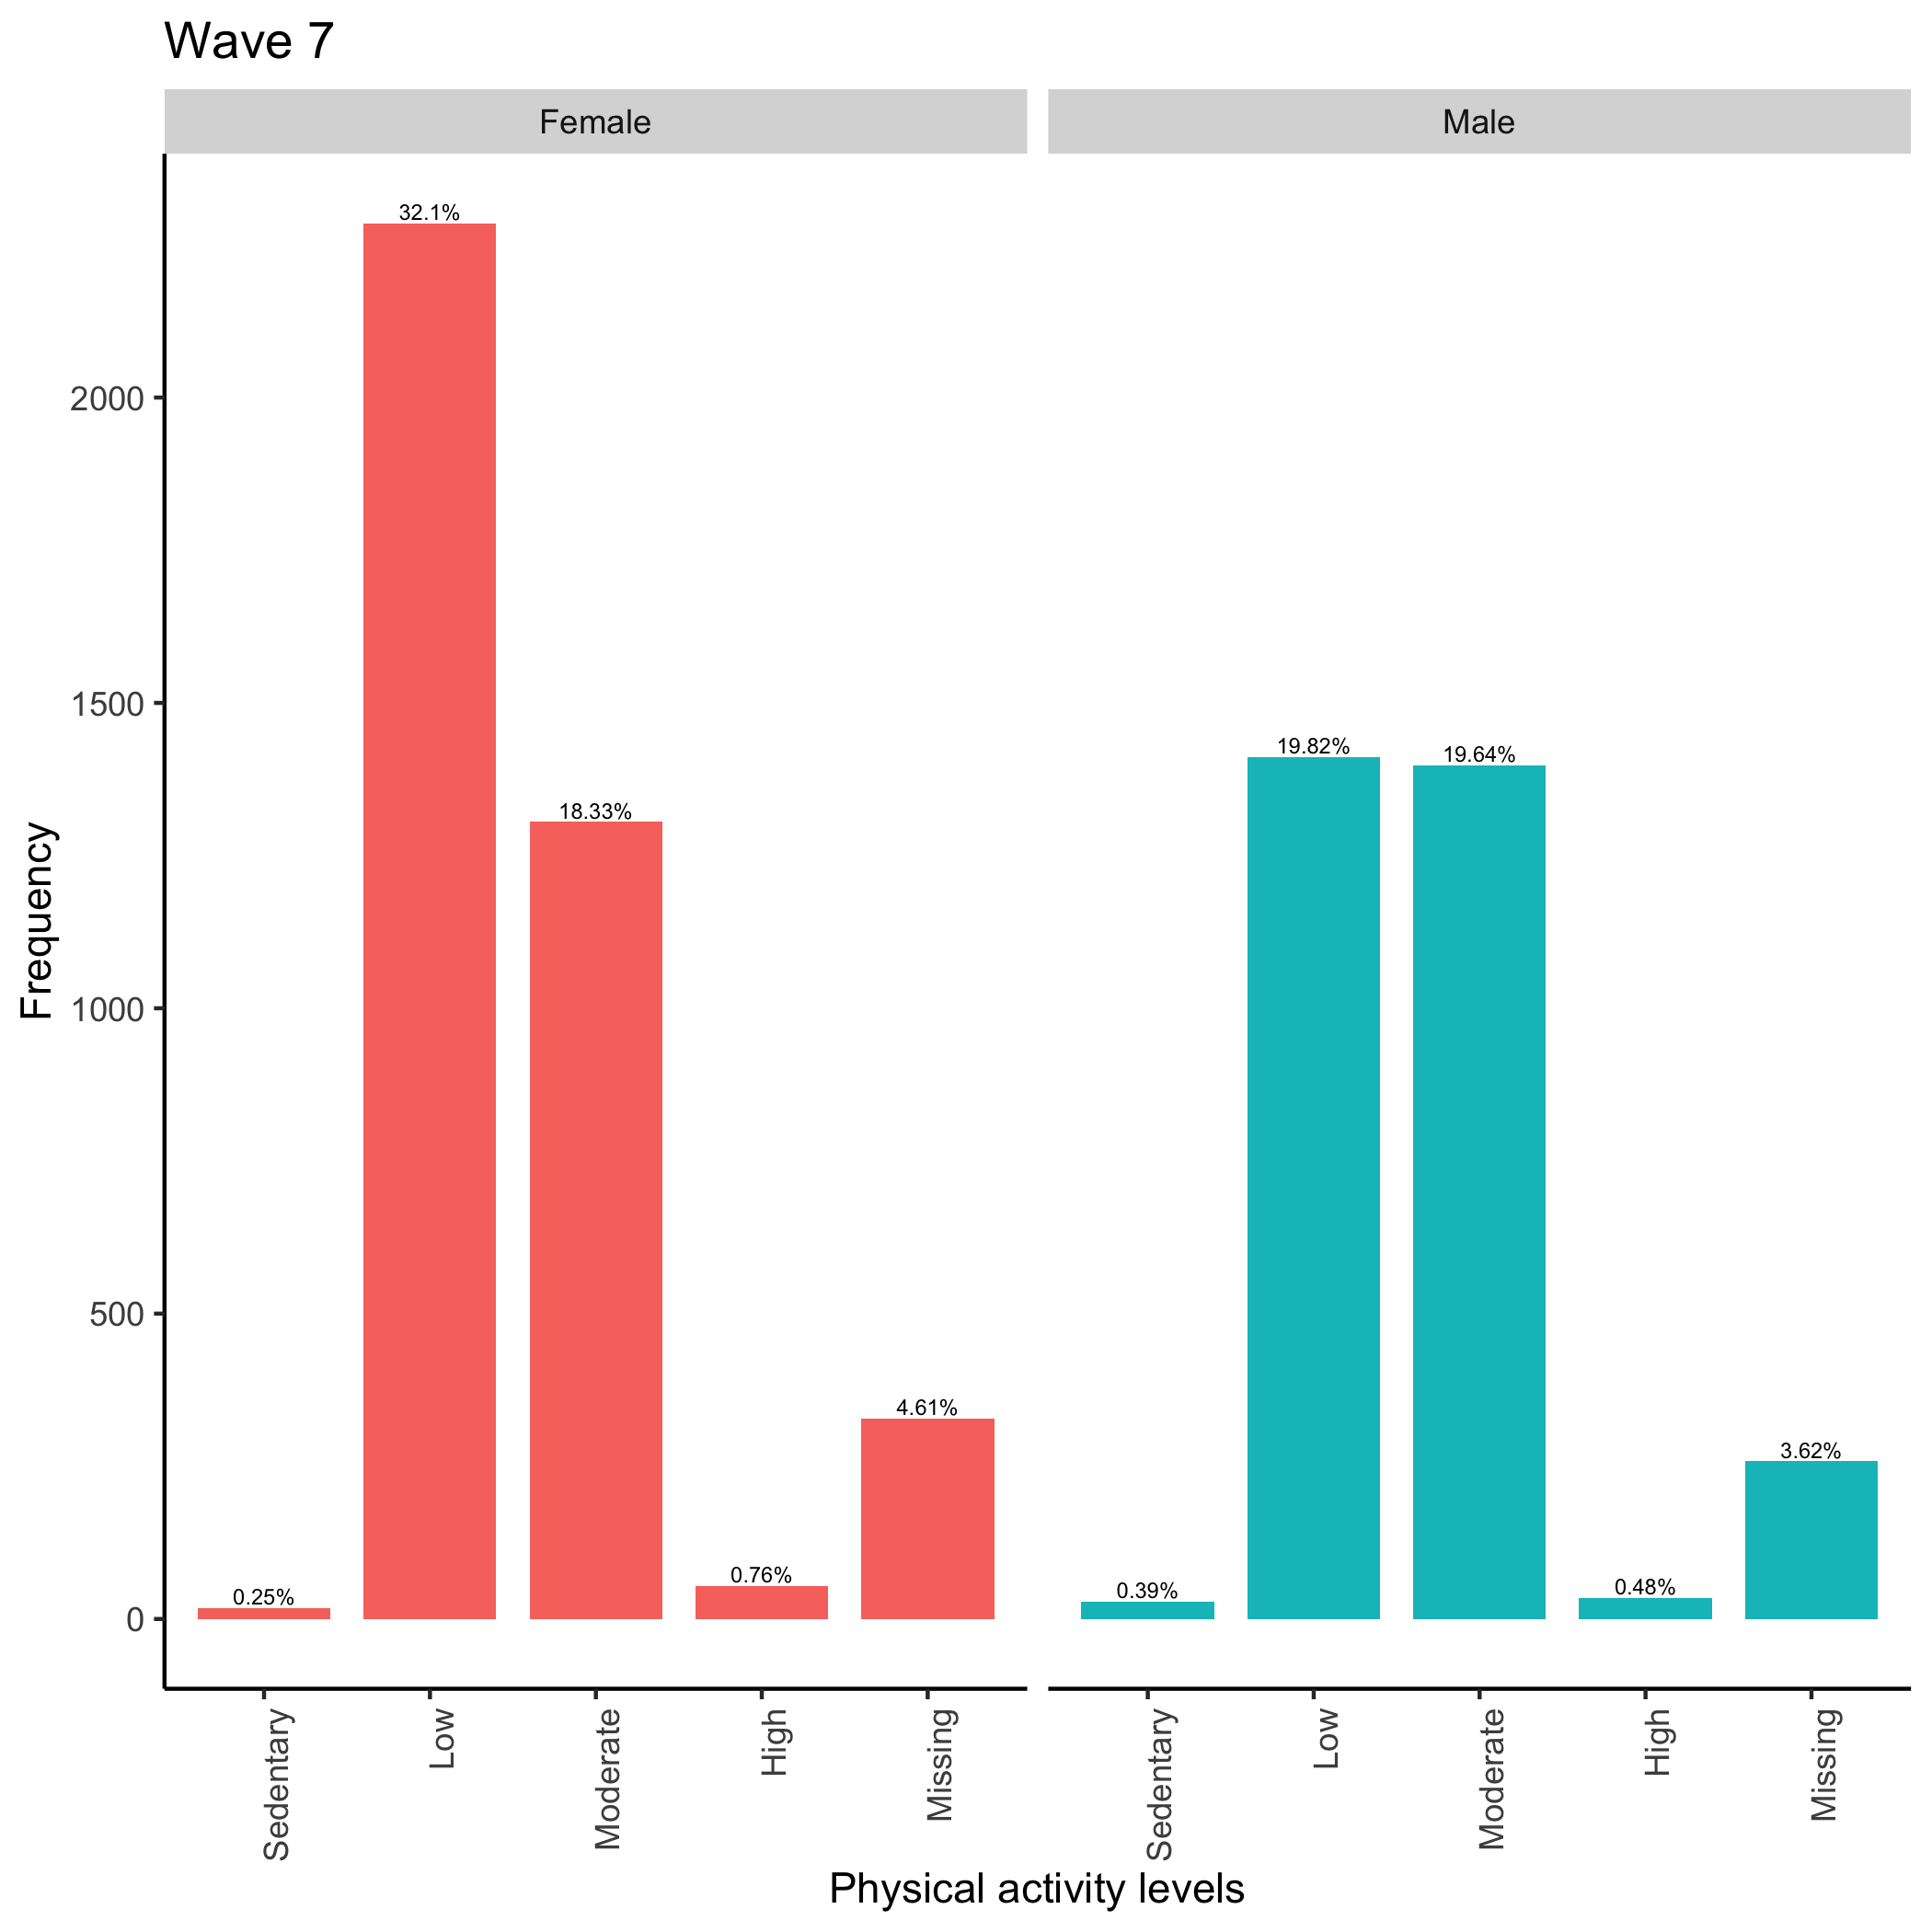 Wave 7
Female
Male
32.1%
18.33%
0.25%
0.76%
4.61%
19.82%
19.64%
0.39%
0.48%
3.62%
2000
1500
1000
500
0
Frequency
Sedentary
Low
Moderate
High
Missing
Sedentary
Low
Moderate
High
Missing
Physical activity levels